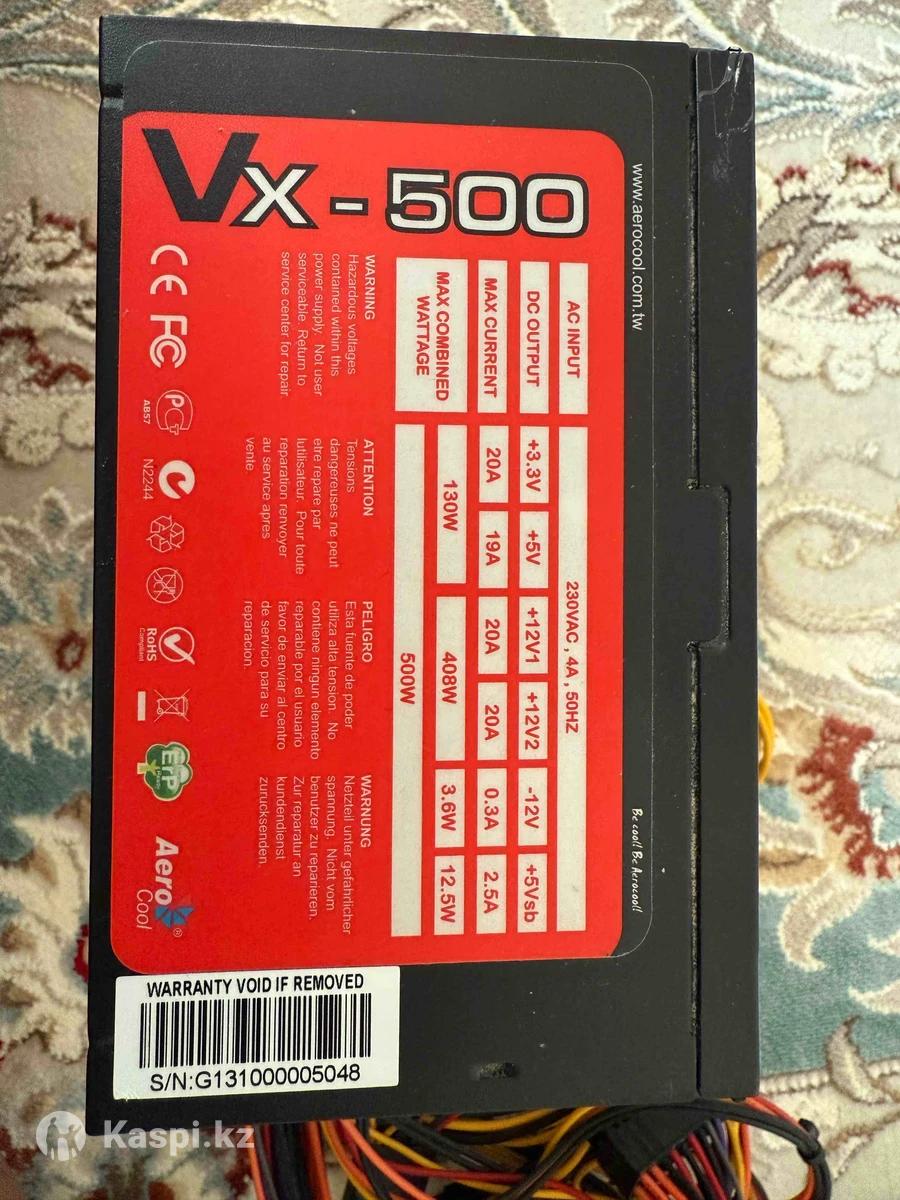 Vx-500
www.aerocool.com.tw
AC INPUT
230VAC , 4A , 50HZ
DC OUTPUT +3.3V +5V +12V1 +12V2 -12V +5Vsb
MAX CURRENT 20A 19A 20A 20A 0.3A 2.5A
MAX COMBINED
WATTAGE
130W 408W 3.6W 12.5W
500W
WARNING
Hazardous voltages
contained within this
power supply. Not user
serviceable. Return to
service center for repair
ATTENTION
Tensions
dangereuses ne peut
etre repare par
lutilisateur. Pour toute
reparation renvoyer
au service apres
vente.
PELIGRO
Esta fuente de poder
utiliza alta tension. No
contiene ningun elemento
reparable por el usuario
favor de enviar al centro
de servicio para su
reparacion.
WARNUNG
Netzteil unter gefahrlicher
spannung. Nicht vom
benutzer zu reparieren.
Zur reparatur an
kundendienst
zurucksenden.
CE FC
AB57
N2244
RoHS
Compliant
ErP
Aero
Cool
®
Be cool! Be Aerocool!
WARRANTY VOID IF REMOVED
S/N:G131000005048
Kaspi.kz